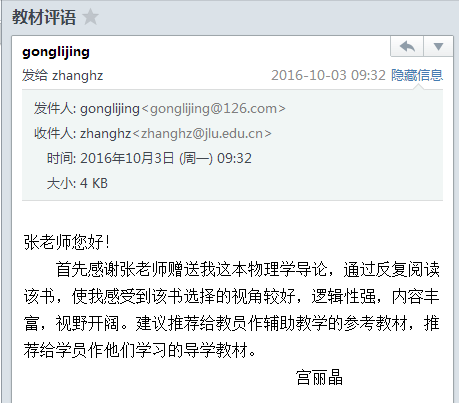 教材评语
gonglijing
发给 zhanghz 2016-10-03 09:32 隐藏信息
发件人: gonglijing<gonglijing@126.com>
收件人: zhanghz<zhanghz@jlu.edu.cn>
时间: 2016年10月3日 (周一) 09:32
大小: 4 KB
张老师您好!
首先感谢张老师赠送我这本物理学导论，通过反复阅读
该书，使我感受到该书选择的视角较好，逻辑性强，内容丰
富，视野开阔。建议推荐给教员作辅助教学的参考教材，推
荐给学员作他们学习的导学教材。
宫丽晶